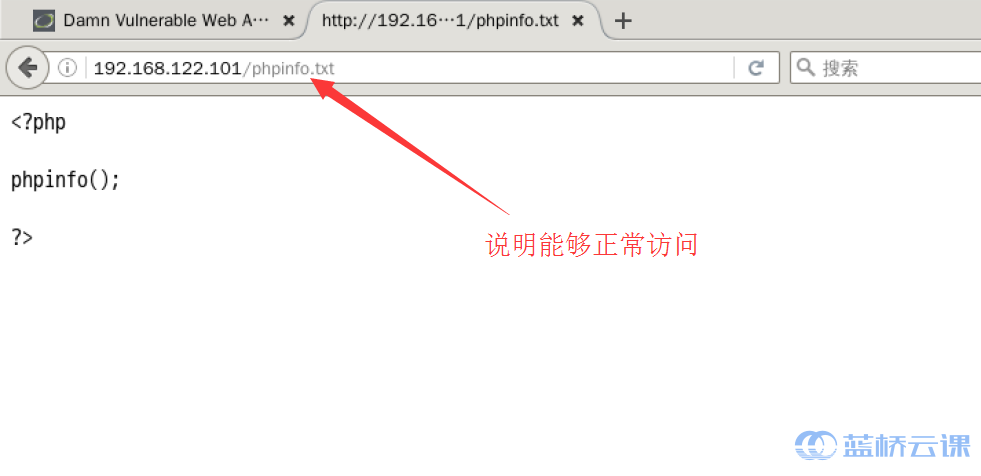 Damn Vulnerable Web A…
http://192.16…1/phpinfo.txt
192.168.122.101/phpinfo.txt
搜索
<?php
phpinfo();
?>
说明能够正常访问
蓝桥云课